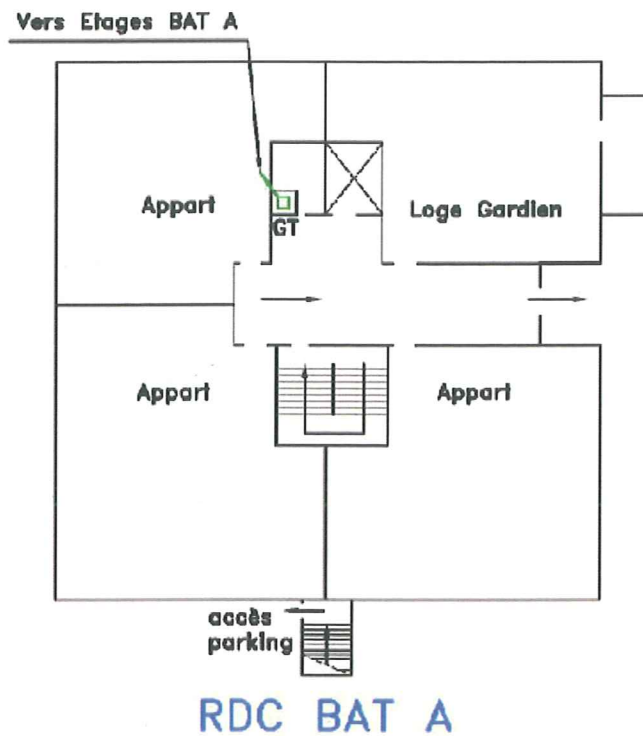 Vers Etages BAT A
Appart
GT
Loge Gardien
Appart
Appart
accès
parking
RDC BAT A